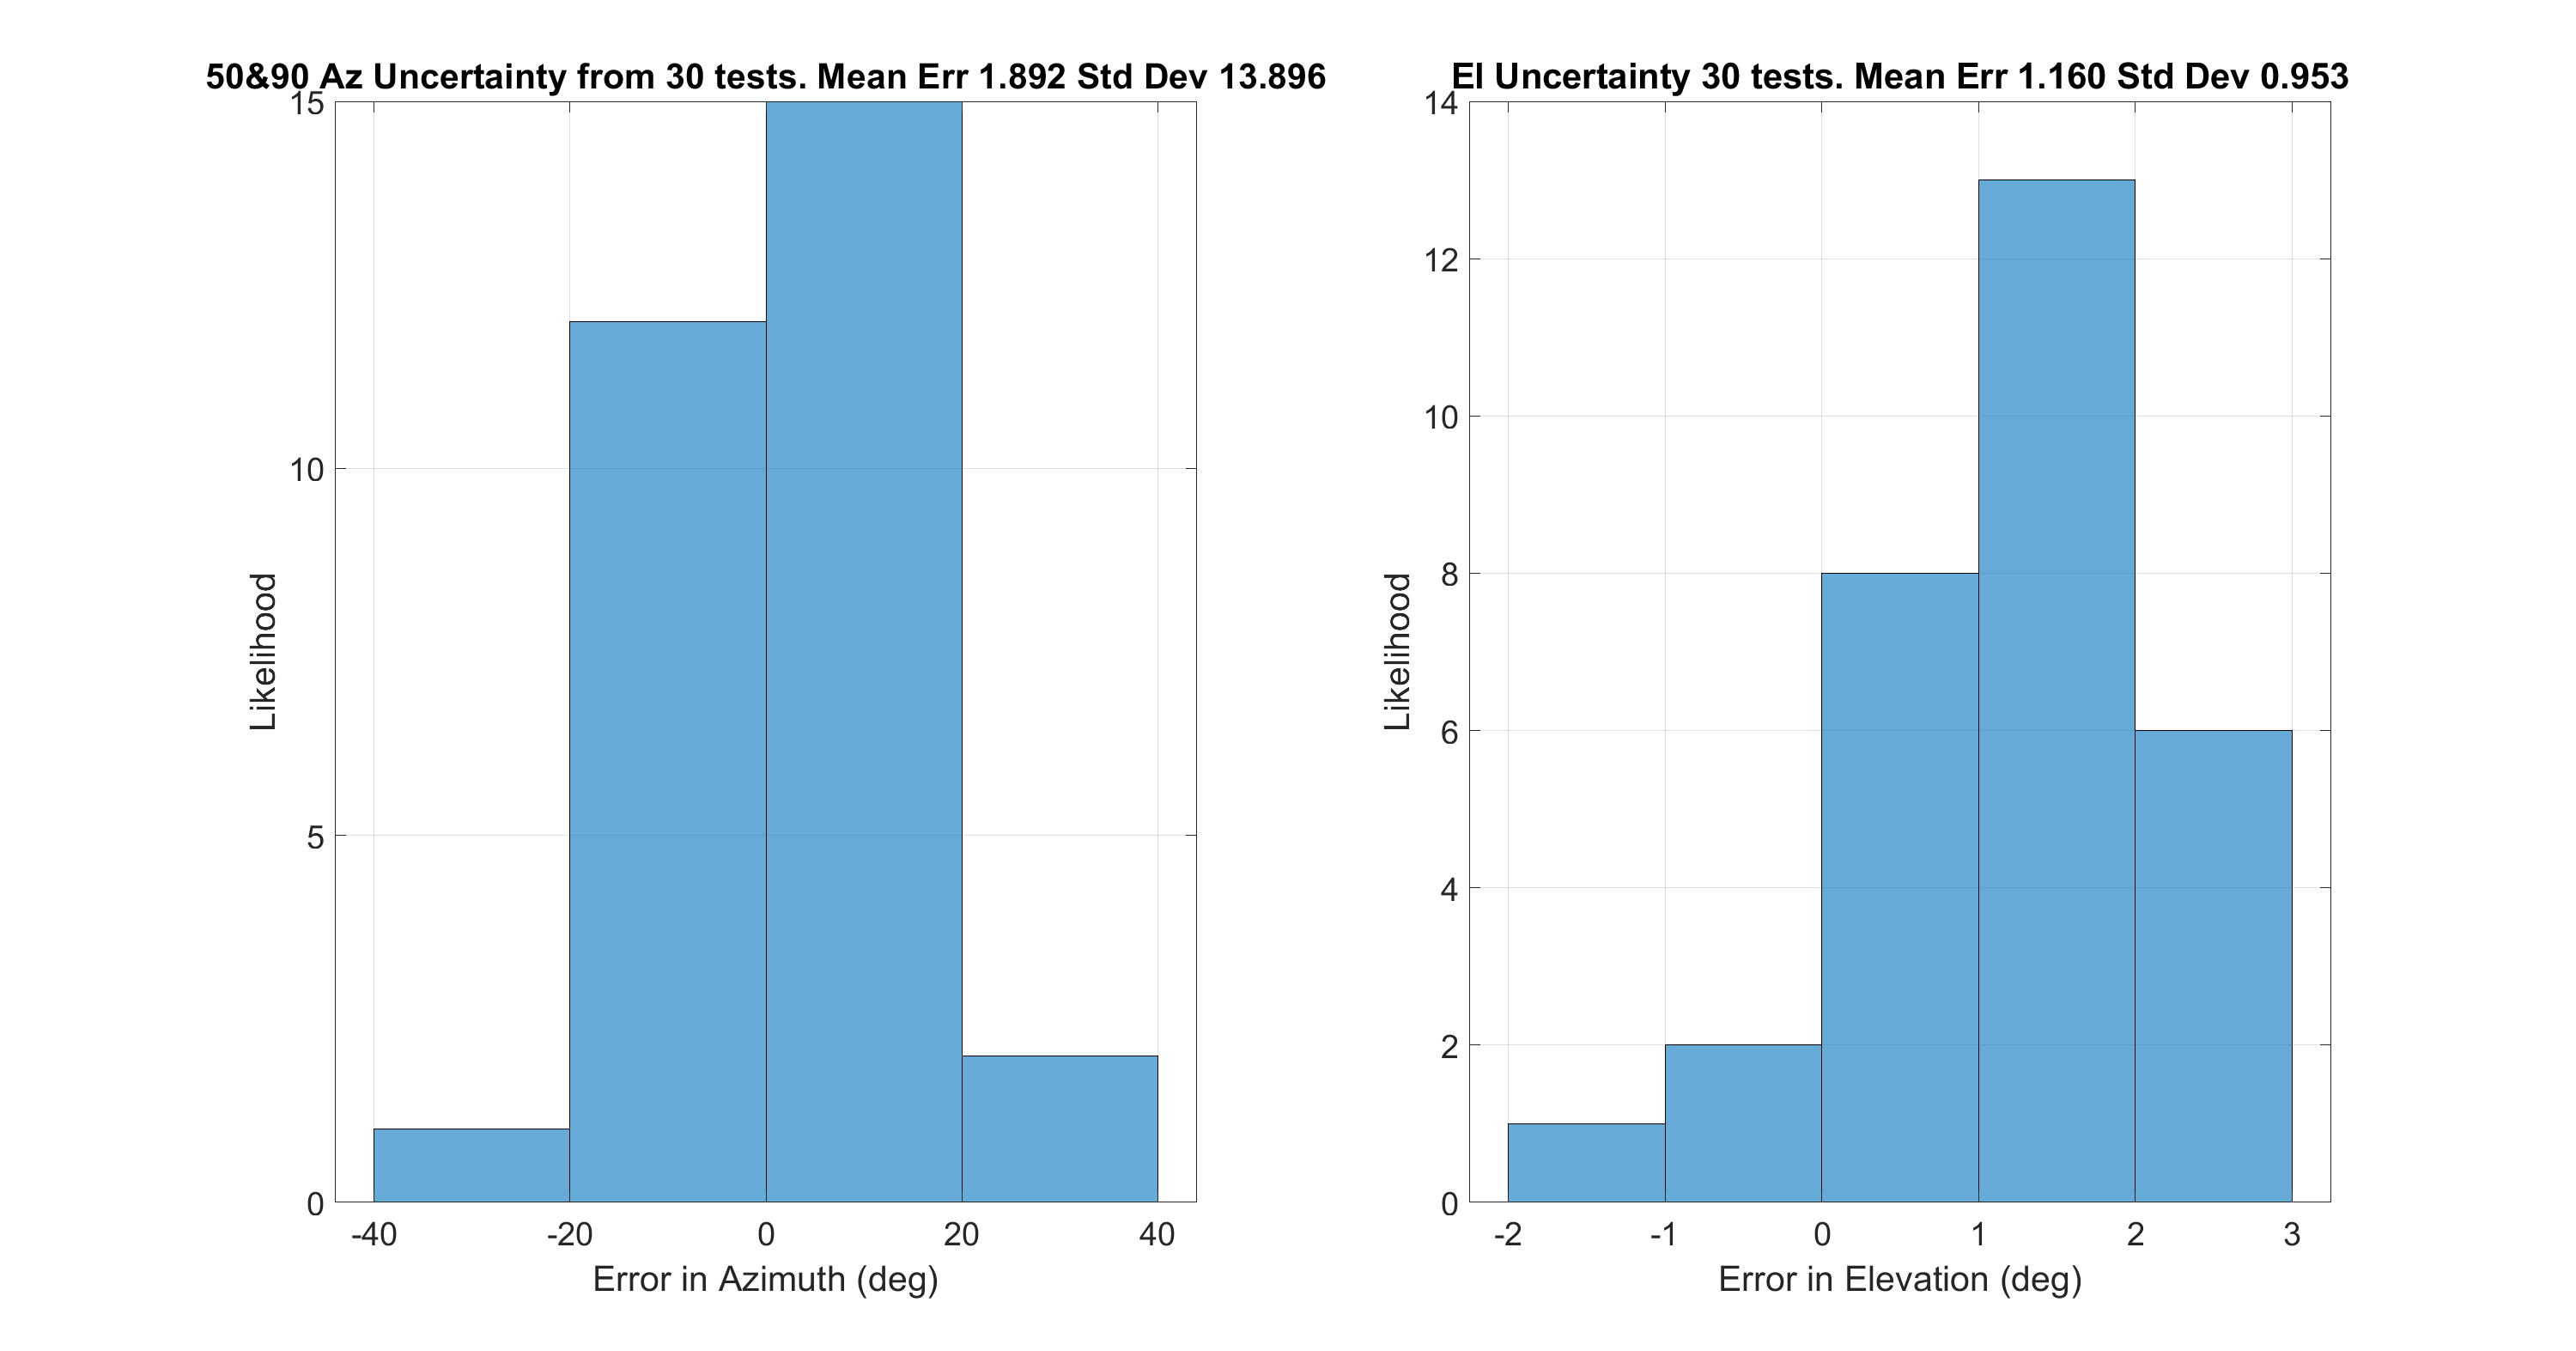 50&90 Az Uncertainty from 30 tests. Mean Err 1.892 Std Dev 13.896
15
10
5
0
Likelihood
-40 -20 0 20 40
Error in Azimuth (deg)
El Uncertainty 30 tests. Mean Err 1.160 Std Dev 0.953
14
12
10
8
6
4
2
0
Likelihood
-2 -1 0 1 2 3
Error in Elevation (deg)